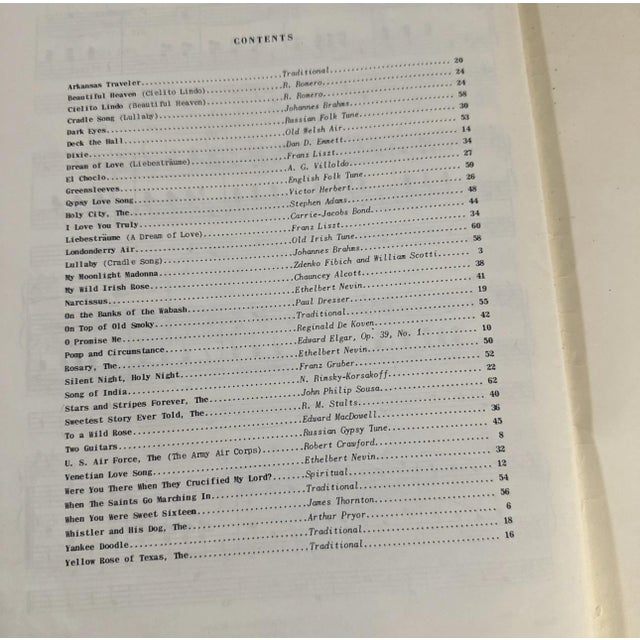 CONTENTS
Arkansas Traveler Traditional 20
Beautiful Heaven (Cielito Lindo) R. Romero 24
Cielito Lindo (Beautiful Heaven) R. Romero 24
Cradle Song (Lullaby) Johannes Brahms 58
Dark Eyes Russian Folk Tune 30
Deck the Hall Old Welsh Air 53
Dixie Dan D. Emmett 14
Dream of Love (Liebesträume) Franz Liszt 34
El Choclo A. G. Villoldo 27
Greensleeves English Folk Tune 59
Gypsy Love Song Victor Herbert 26
Holy City, The Stephen Adams 48
I Love You Truly Carrie-Jacobs Bond 44
Liebesträume (A Dream of Love) Franz Liszt 34
Londonderry Air Old Irish Tune 60
Lullaby (Cradle Song) Johannes Brahms 58
My Moonlight Madonna Zdenko Fibich and William Scotti 3
My Wild Irish Rose Chauncey Alcott 38
Narcissus Ethelbert Nevin 41
On the Banks of the Wabash Paul Dresser 19
On Top of Old Smoky Traditional 55
O Promise Me Reginald De Koven 42
Pomp and Circumstance Edward Elgar, Op. 39, No. 1 10
Rosary, The Ethelbert Nevin 50
Silent Night, Holy Night Franz Gruber 52
Song of India N. Rimsky-Korsakoff 22
Stars and Stripes Forever, The John Philip Sousa 62
Sweetest Story Ever Told, The R. M. Stults 40
To a Wild Rose Edward MacDowell 36
Two Guitars Russian Gypsy Tune 45
U. S. Air Force, The (The Army Air Corps) Robert Crawford 8
Venetian Love Song Ethelbert Nevin 32
Were You There When They Crucified My Lord? Spiritual 12
When The Saints Go Marching In Traditional 54
When You Were Sweet Sixteen James Thornton 56
Whistler and His Dog, The Arthur Pryor 6
Yankee Doodle Traditional 18
Yellow Rose of Texas, The Traditional 16